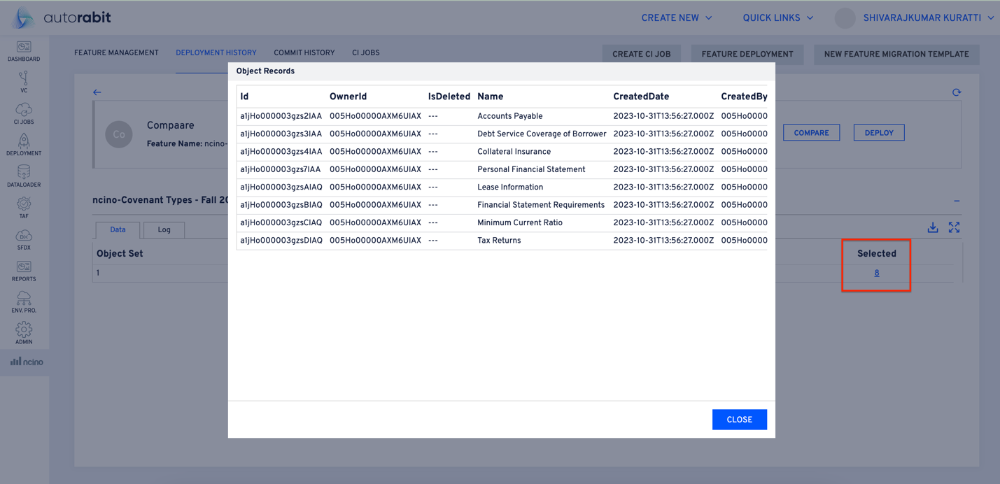 autorabit
CREATE NEW QUICK LINKS SHIVARAJKUMAR KURATTI
DASHBOARD
VC
CI JOBS
DEPLOYMENT
DATALOADER
TAF
DX
SFDX
REPORTS
ENV. PRO.
ADMIN
ncino
FEATURE MANAGEMENT DEPLOYMENT HISTORY COMMIT HISTORY CI JOBS
CREATE CI JOB FEATURE DEPLOYMENT NEW FEATURE MIGRATION TEMPLATE
Co
Compaare
Feature Name: ncino-
COMPARE DEPLOY
ncino-Covenant Types - Fall 20
Data Log
Object Set Selected
1 8
Object Records
Id OwnerId IsDeleted Name CreatedDate CreatedBy
a1jHo000003gzs2IAA 005Ho00000AXM6UIAX --- Accounts Payable 2023-10-31T13:56:27.000Z 005Ho0000
a1jHo000003gzs3IAA 005Ho00000AXM6UIAX --- Debt Service Coverage of Borrower 2023-10-31T13:56:27.000Z 005Ho0000
a1jHo000003gzs4IAA 005Ho00000AXM6UIAX --- Collateral Insurance 2023-10-31T13:56:27.000Z 005Ho0000
a1jHo000003gzs7IAA 005Ho00000AXM6UIAX --- Personal Financial Statement 2023-10-31T13:56:27.000Z 005Ho0000
a1jHo000003gzsAIAQ 005Ho00000AXM6UIAX --- Lease Information 2023-10-31T13:56:27.000Z 005Ho0000
a1jHo000003gzsBIAQ 005Ho00000AXM6UIAX --- Financial Statement Requirements 2023-10-31T13:56:27.000Z 005Ho0000
a1jHo000003gzsCIAQ 005Ho00000AXM6UIAX --- Minimum Current Ratio 2023-10-31T13:56:27.000Z 005Ho0000
a1jHo000003gzsDIAQ 005Ho00000AXM6UIAX --- Tax Returns 2023-10-31T13:56:27.000Z 005Ho0000
CLOSE